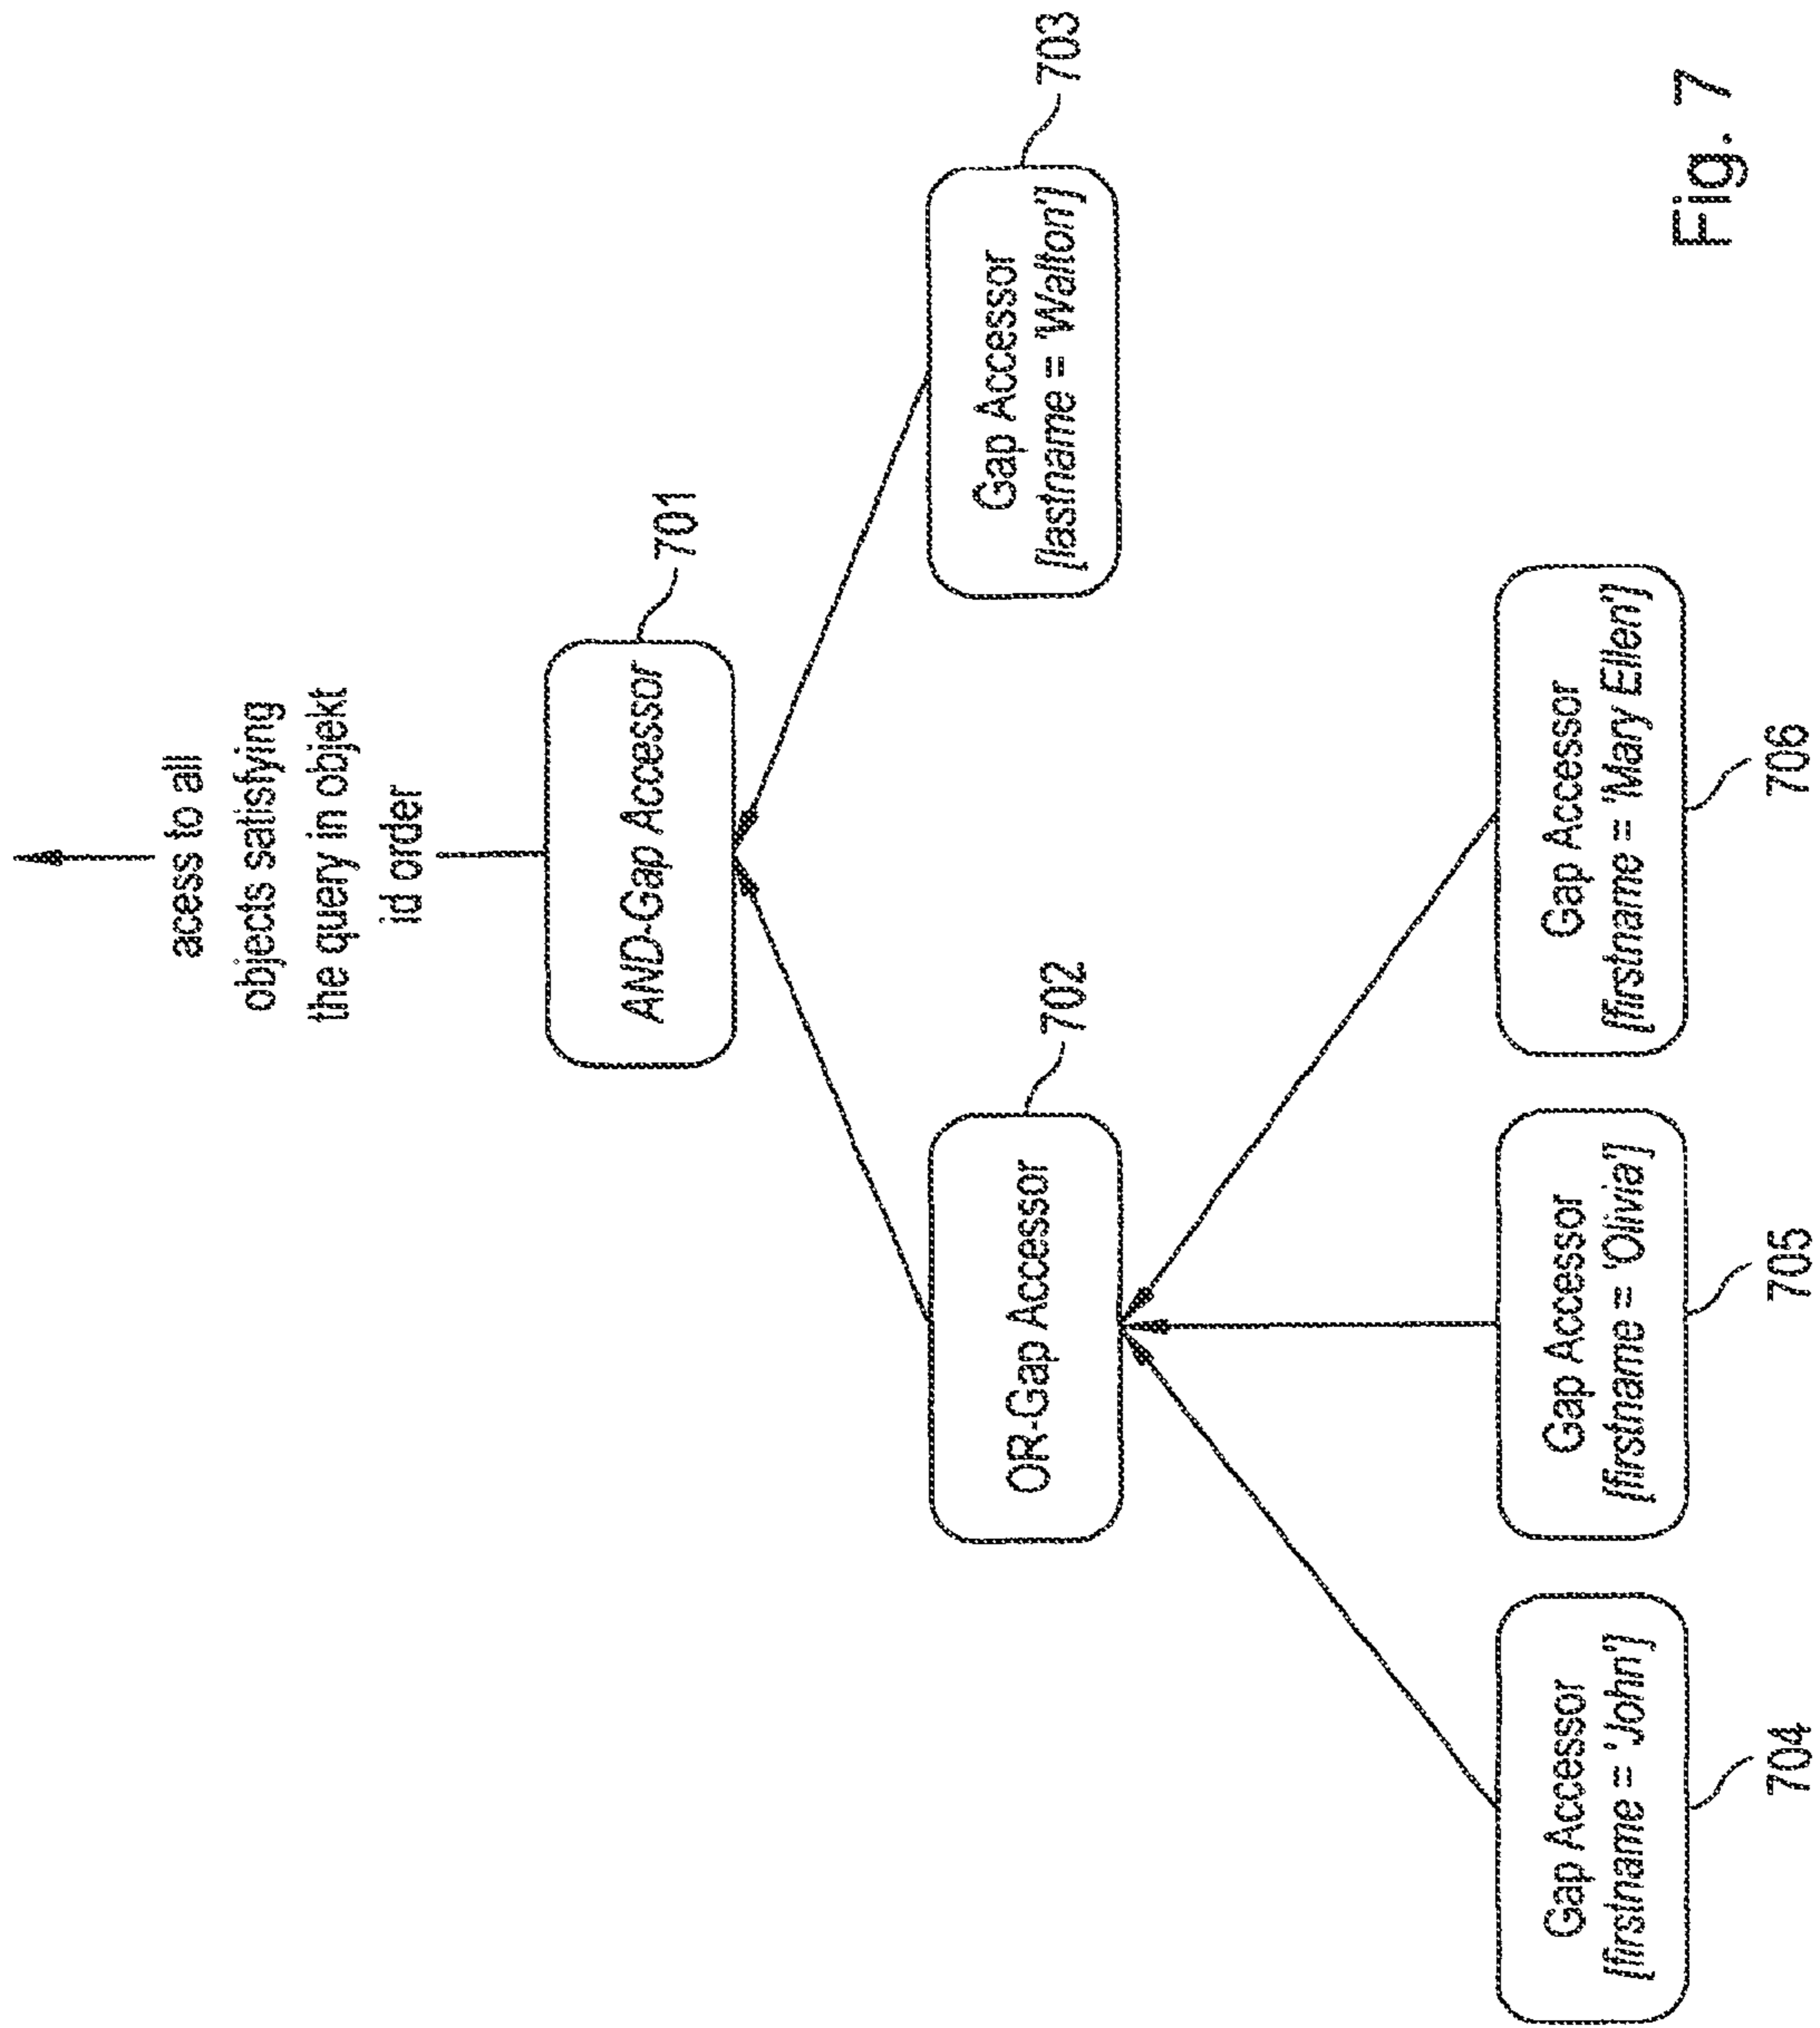 acess to all
objects satisfying
the query in objekt
id order
701
AND-Gap Accessor
702
OR-Gap Accessor
703
Gap Accessor
[lastname = 'Walton']
Gap Accessor
[firstname = 'John']
704
Gap Accessor
[firstname = 'Olivia']
705
Gap Accessor
[firstname = 'Mary Ellen']
706
Fig. 7